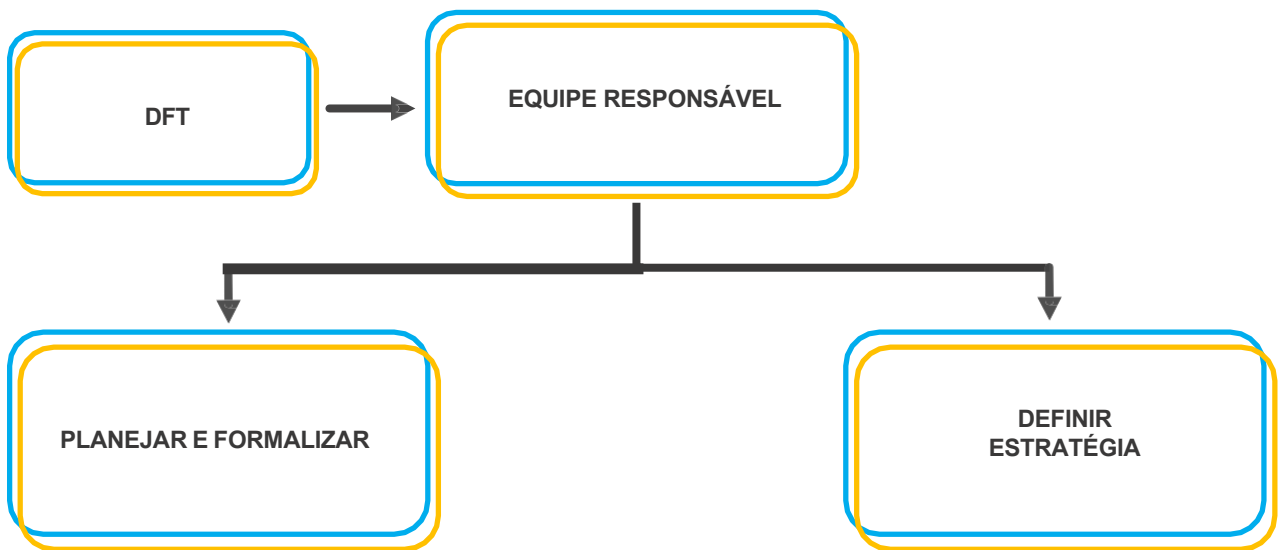 DFT
EQUIPE RESPONSÁVEL
PLANEJAR E FORMALIZAR
DEFINIR
ESTRATÉGIA